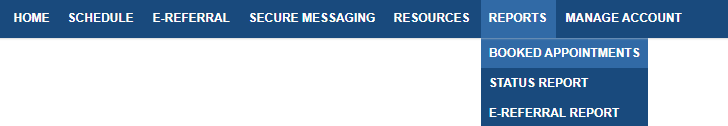 HOME SCHEDULE E-REFERRAL SECURE MESSAGING RESOURCES REPORTS MANAGE ACCOUNT
BOOKED APPOINTMENTS
STATUS REPORT
E-REFERRAL REPORT